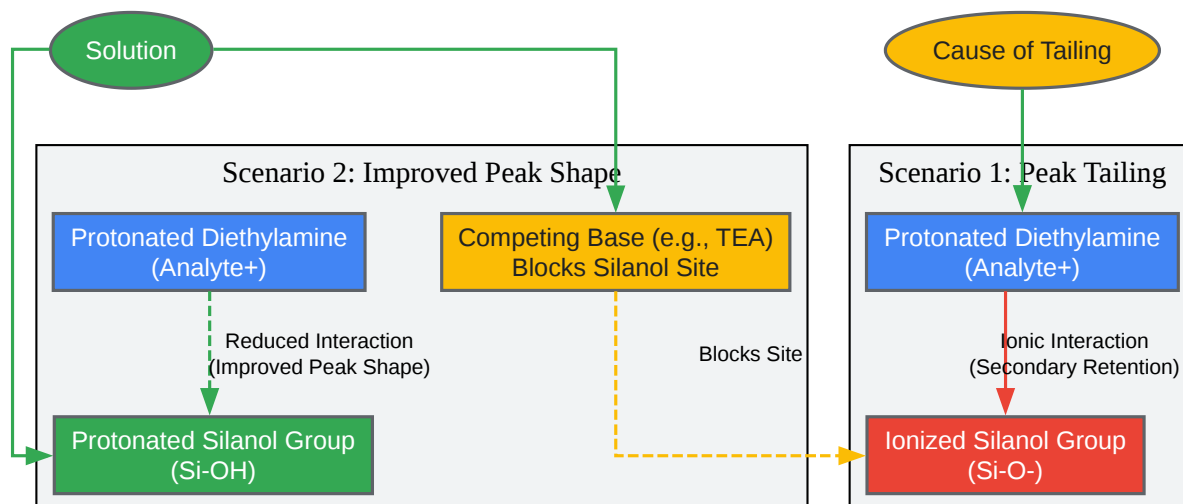 Solution
Cause of Tailing
Scenario 2: Improved Peak Shape
Scenario 1: Peak Tailing
Protonated Diethylamine
(Analyte+)
Competing Base (e.g., TEA)
Blocks Silanol Site
Protonated Diethylamine
(Analyte+)
Reduced Interaction
(Improved Peak Shape)
Blocks Site
Ionic Interaction
(Secondary Retention)
Protonated Silanol Group
(Si-OH)
Ionized Silanol Group
(Si-O-)